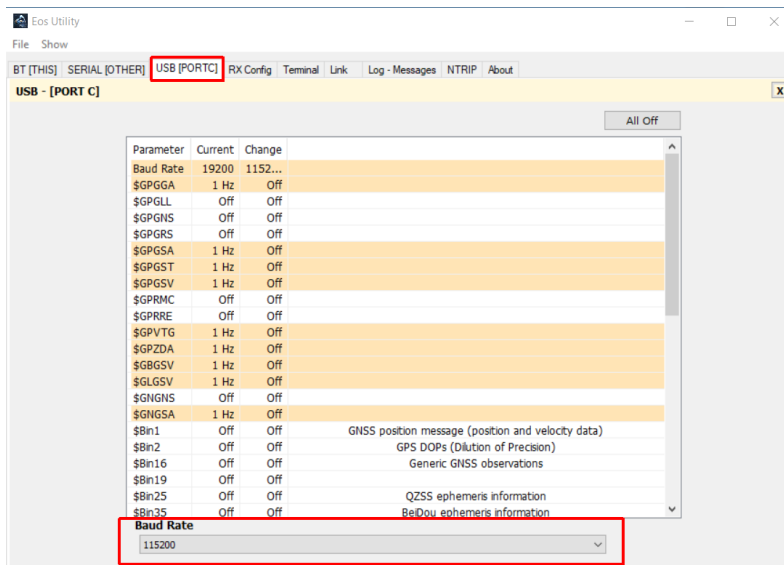 Eos Utility
File Show
BT [THIS] SERIAL [OTHER] USB [PORTC] RX Config Terminal Link Log - Messages NTRIP About
USB - [PORT C] X
All Off
Parameter Current Change
Baud Rate 19200 1152...
$GPGGA 1 Hz Off
$GPGLL Off Off
$GPGNS Off Off
$GPGRS Off Off
$GPGSA 1 Hz Off
$GPGST 1 Hz Off
$GPGSV 1 Hz Off
$GPRMC Off Off
$GPRRE Off Off
$GPVTG 1 Hz Off
$GPZDA 1 Hz Off
$GBGSV 1 Hz Off
$GLGSV 1 Hz Off
$GNGNS Off Off
$GNGSA 1 Hz Off
$Bin1 Off Off GNSS position message (position and velocity data)
$Bin2 Off Off GPS DOPs (Dilution of Precision)
$Bin16 Off Off Generic GNSS observations
$Bin19 Off Off
$Bin25 Off Off QZSS ephemeris information
$Bin35 Off Off BeiDou ephemeris information
Baud Rate
115200